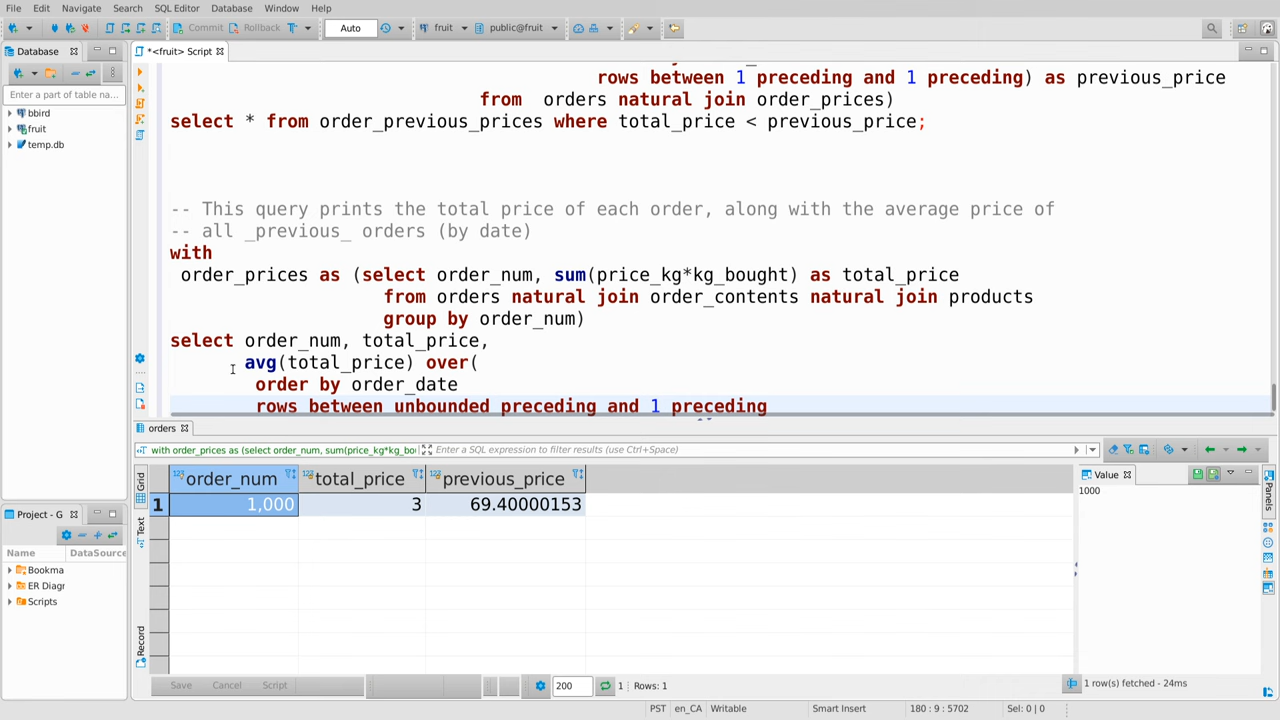 File Edit Navigate Search SQL Editor Database Window Help
Commit Rollback Auto fruit public@fruit
Database *<fruit> Script
Enter a part of table na...
bbird
fruit
temp.db
rows between 1 preceding and 1 preceding) as previous_price
from orders natural join order_prices)
select * from order_previous_prices where total_price < previous_price;
-- This query prints the total price of each order, along with the average price of
-- all _previous_ orders (by date)
with
order_prices as (select order_num, sum(price_kg*kg_bought) as total_price
from orders natural join order_contents natural join products
group by order_num)
select order_num, total_price,
avg(total_price) over(
order by order_date
rows between unbounded preceding and 1 preceding
orders
with order_prices as (select order_num, sum(price_kg*kg_bo Enter a SQL expression to filter results (use Ctrl+Space)
Grid
Text
Record
order_num total_price previous_price
1 1,000 3 69.40000153
Value
1000
Panels
Project - G
Name DataSource
Bookma
ER Diagr
Scripts
Save Cancel Script 200 1 Rows: 1 1 row(s) fetched - 24ms
PST en_CA Writable Smart Insert 180 : 9 : 5702 Sel: 0 | 0